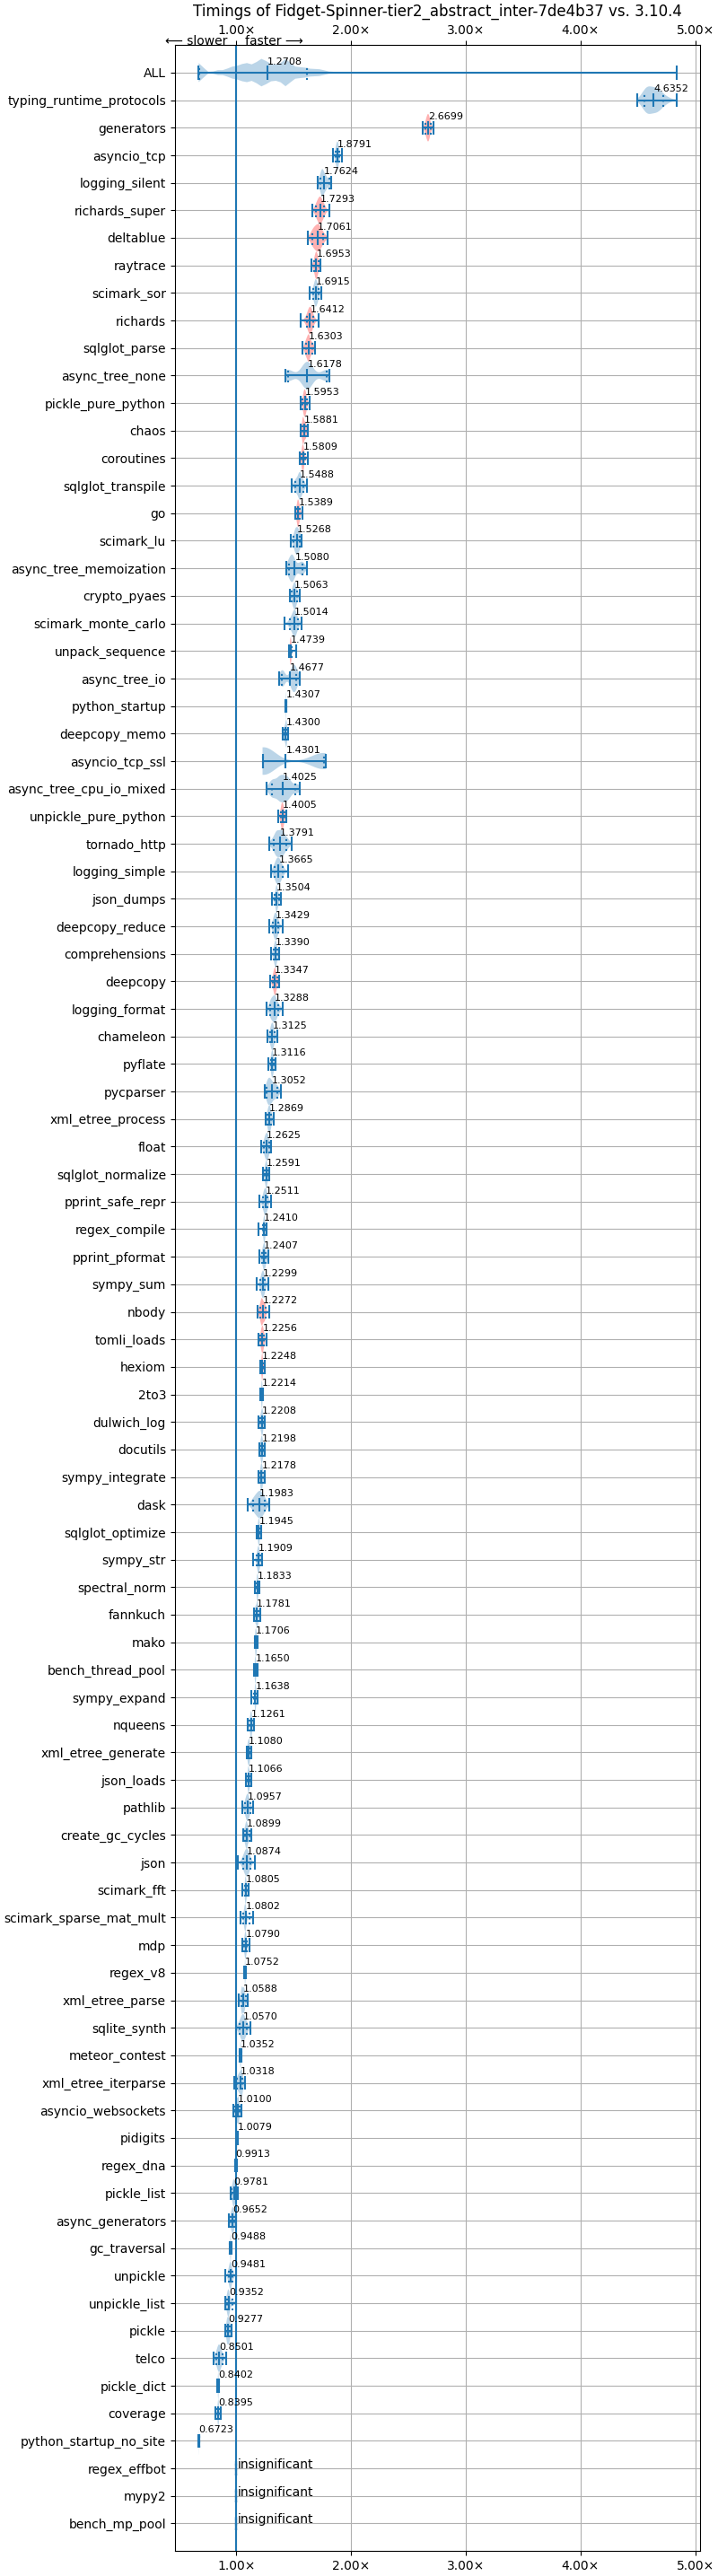 Timings of Fidget-Spinner-tier2_abstract_inter-7de4b37 vs. 3.10.4
1.00× 2.00× 3.00× 4.00× 5.00×
⟵ slower faster ⟶
ALL 1.2708
typing_runtime_protocols 4.6352
generators 2.6699
asyncio_tcp 1.8791
logging_silent 1.7624
richards_super 1.7293
deltablue 1.7061
raytrace 1.6953
scimark_sor 1.6915
richards 1.6412
sqlglot_parse 1.6303
async_tree_none 1.6178
pickle_pure_python 1.5953
chaos 1.5881
coroutines 1.5809
sqlglot_transpile 1.5488
go 1.5389
scimark_lu 1.5268
async_tree_memoization 1.5080
crypto_pyaes 1.5063
scimark_monte_carlo 1.5014
unpack_sequence 1.4739
async_tree_io 1.4677
python_startup 1.4307
deepcopy_memo 1.4300
asyncio_tcp_ssl 1.4301
async_tree_cpu_io_mixed 1.4025
unpickle_pure_python 1.4005
tornado_http 1.3791
logging_simple 1.3665
json_dumps 1.3504
deepcopy_reduce 1.3429
comprehensions 1.3390
deepcopy 1.3347
logging_format 1.3288
chameleon 1.3125
pyflate 1.3116
pycparser 1.3052
xml_etree_process 1.2869
float 1.2625
sqlglot_normalize 1.2591
pprint_safe_repr 1.2511
regex_compile 1.2410
pprint_pformat 1.2407
sympy_sum 1.2299
nbody 1.2272
tomli_loads 1.2256
hexiom 1.2248
2to3 1.2214
dulwich_log 1.2208
docutils 1.2198
sympy_integrate 1.2178
dask 1.1983
sqlglot_optimize 1.1945
sympy_str 1.1909
spectral_norm 1.1833
fannkuch 1.1781
mako 1.1706
bench_thread_pool 1.1650
sympy_expand 1.1638
nqueens 1.1261
xml_etree_generate 1.1080
json_loads 1.1066
pathlib 1.0957
create_gc_cycles 1.0899
json 1.0874
scimark_fft 1.0805
scimark_sparse_mat_mult 1.0802
mdp 1.0790
regex_v8 1.0752
xml_etree_parse 1.0588
sqlite_synth 1.0570
meteor_contest 1.0352
xml_etree_iterparse 1.0318
asyncio_websockets 1.0100
pidigits 1.0079
regex_dna 0.9913
pickle_list 0.9781
async_generators 0.9652
gc_traversal 0.9488
unpickle 0.9481
unpickle_list 0.9352
pickle 0.9277
telco 0.8501
pickle_dict 0.8402
coverage 0.8395
python_startup_no_site 0.6723
regex_effbot insignificant
mypy2 insignificant
bench_mp_pool insignificant
1.00× 2.00× 3.00× 4.00× 5.00×